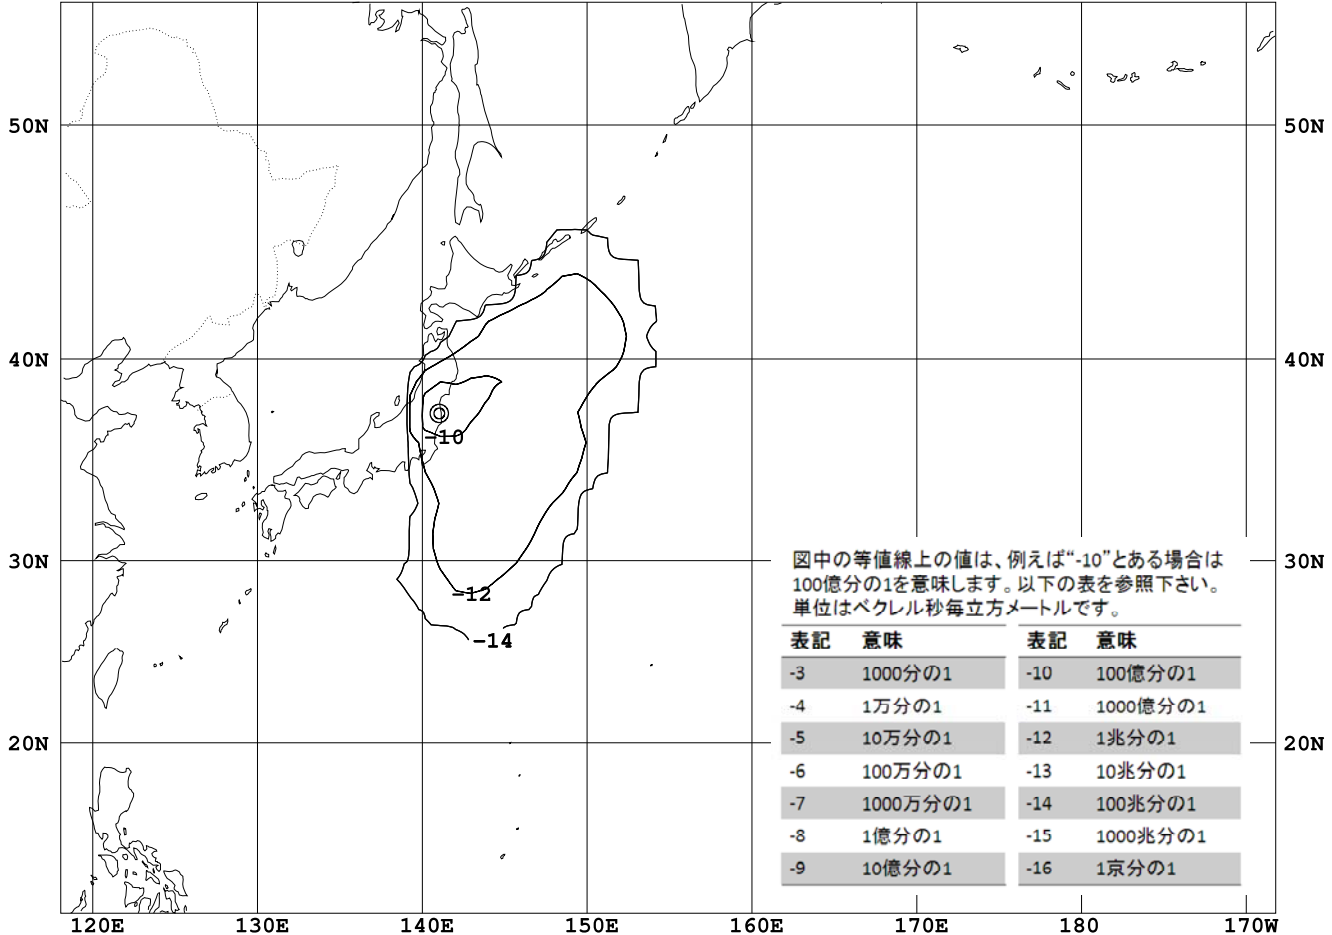 50N 50N
40N 40N
-10
30N 30N
図中の等値線上の値は、例えば“-10”とある場合は
100億分の1を意味します。以下の表を参照下さい。
単位はベクレル秒毎立方メートルです。
-12
-14
表記 意味 表記 意味
-3 1000分の1 -10 100億分の1
-4 1万分の1 -11 1000億分の1
-5 10万分の1 -12 1兆分の1
20N 20N
-6 100万分の1 -13 10兆分の1
-7 1000万分の1 -14 100兆分の1
-8 1億分の1 -15 1000兆分の1
-9 10億分の1 -16 1京分の1
120E 130E 140E 150E 160E 170E 180 170W